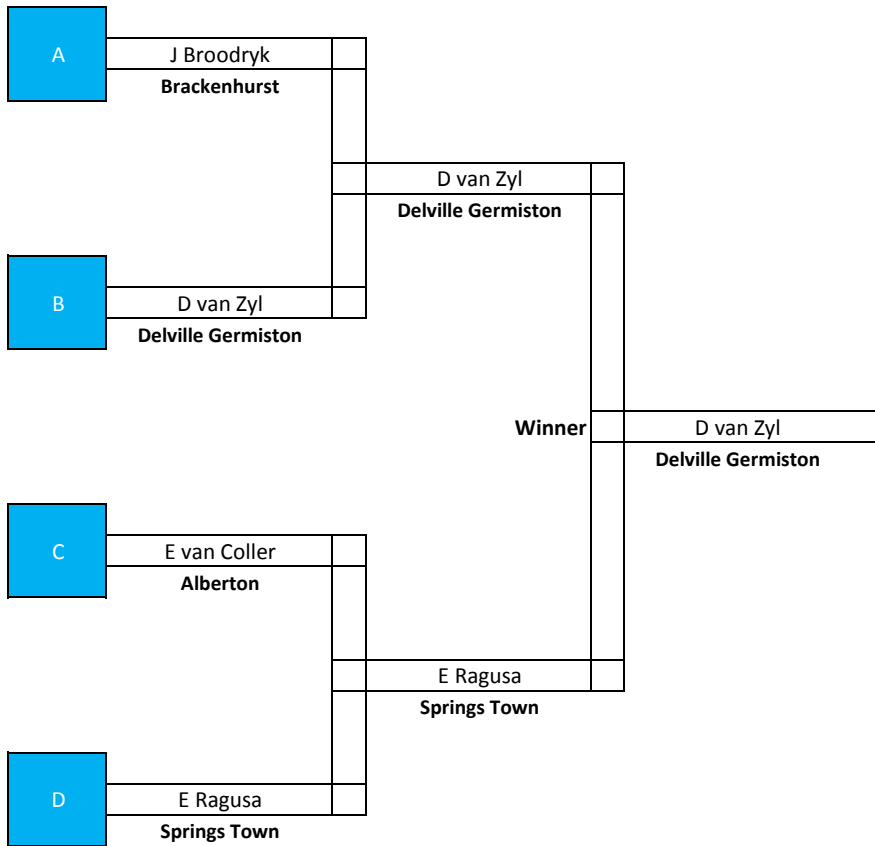 A
J Broodryk
Brackenhurst
D van Zyl
Delville Germiston
B
D van Zyl
Delville Germiston
Winner
D van Zyl
Delville Germiston
C
E van Coller
Alberton
E Ragusa
Springs Town
D
E Ragusa
Springs Town